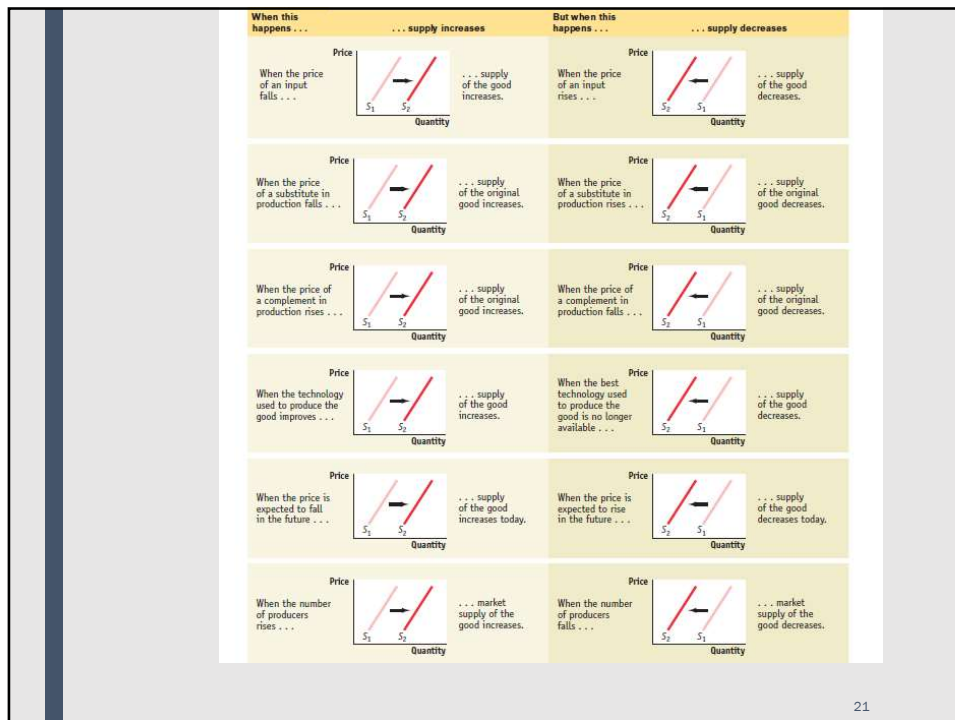 When this
happens . . .
. . . supply increases
But when this
happens . . .
. . . supply decreases
When the price
of an input
falls . . .
Price
S1 S2
Quantity
. . . supply
of the good
increases.
When the price
of an input
rises . . .
Price
S2 S1
Quantity
. . . supply
of the good
decreases.
When the price
of a substitute in
production falls . . .
Price
S1 S2
Quantity
. . . supply
of the original
good increases.
When the price
of a substitute in
production rises . . .
Price
S2 S1
Quantity
. . . supply
of the original
good decreases.
When the price of
a complement in
production rises . . .
Price
S1 S2
Quantity
. . . supply
of the original
good increases.
When the price of
a complement in
production falls . . .
Price
S2 S1
Quantity
. . . supply
of the original
good decreases.
When the technology
used to produce the
good improves . . .
Price
S1 S2
Quantity
. . . supply
of the good
increases.
When the best
technology used
to produce the
good is no longer
available . . .
Price
S2 S1
Quantity
. . . supply
of the good
decreases.
When the price is
expected to fall
in the future . . .
Price
S1 S2
Quantity
. . . supply
of the good
increases today.
When the price is
expected to rise
in the future . . .
Price
S2 S1
Quantity
. . . supply
of the good
decreases today.
When the number
of producers
rises . . .
Price
S1 S2
Quantity
. . . market
supply of the
good increases.
When the number
of producers
falls . . .
Price
S2 S1
Quantity
. . . market
supply of the
good decreases.
21